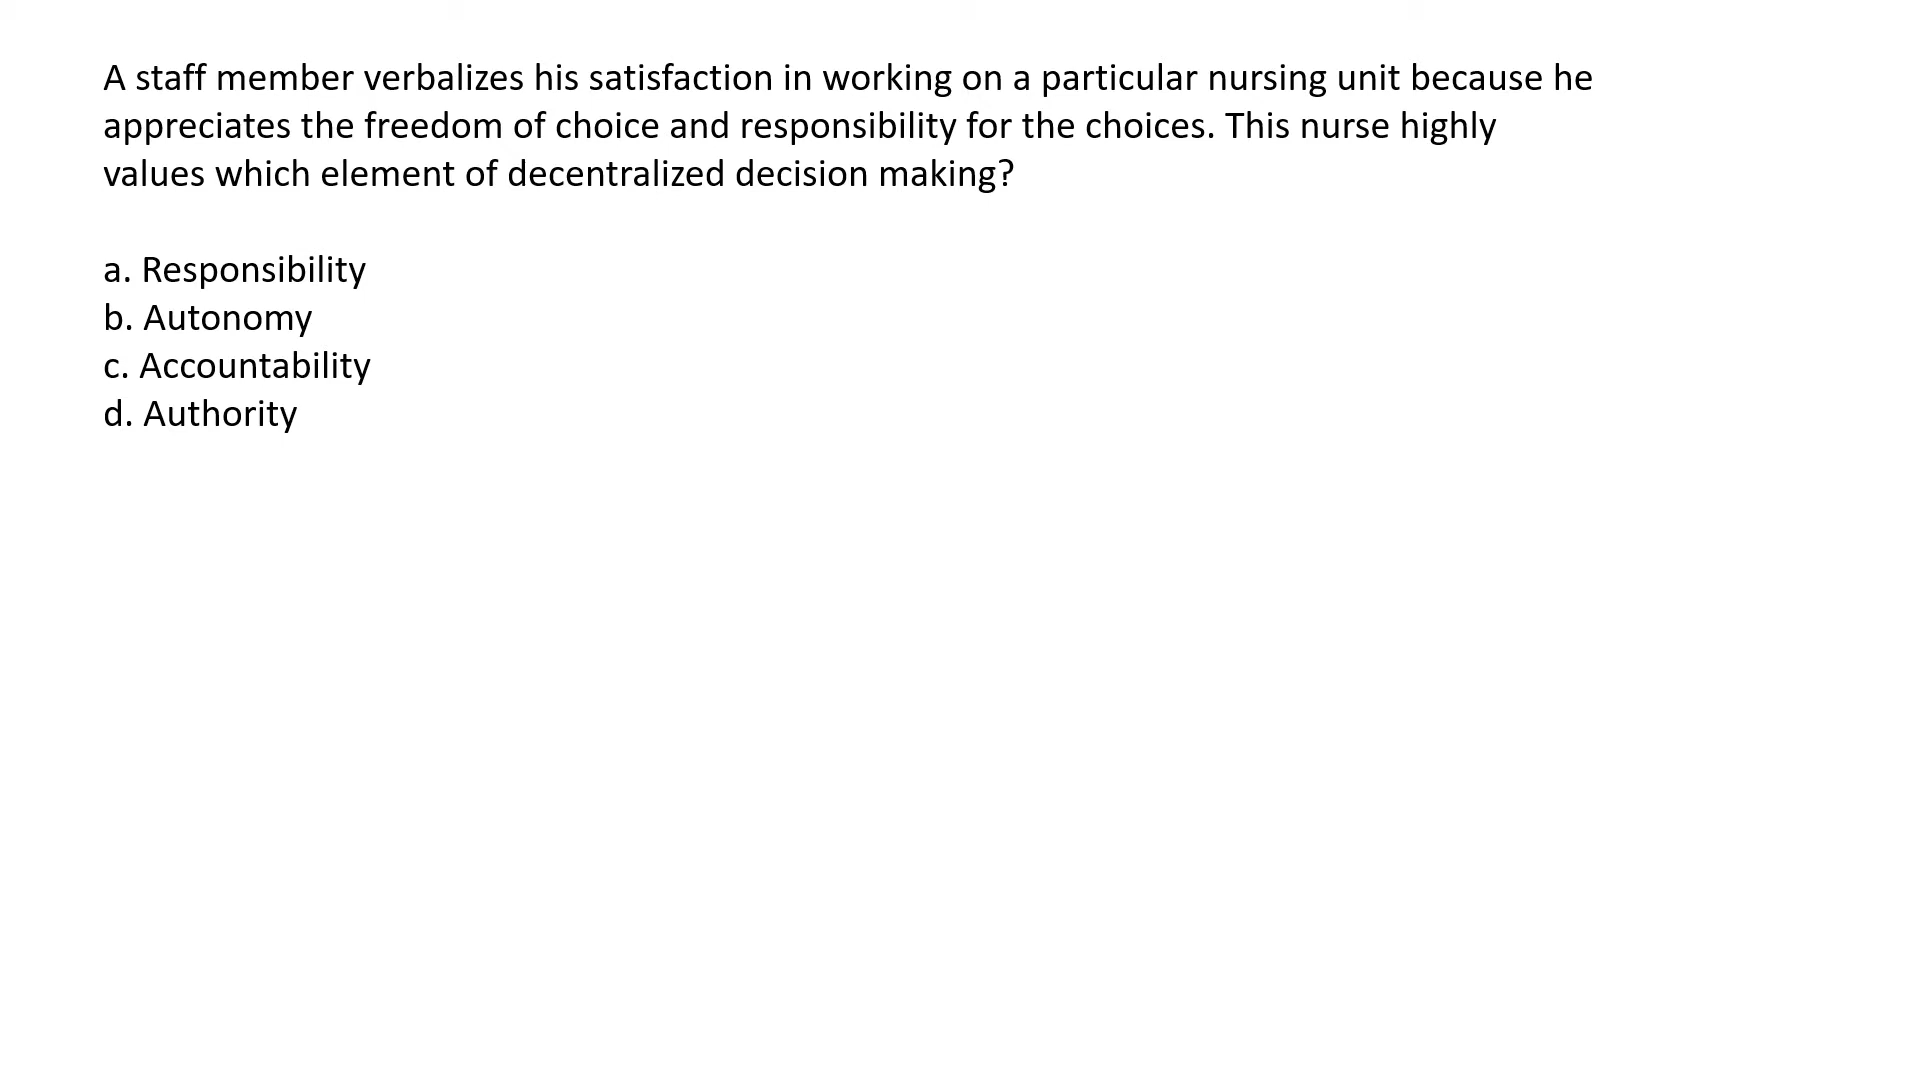 A staff member verbalizes his satisfaction in working on a particular nursing unit because he
appreciates the freedom of choice and responsibility for the choices. This nurse highly
values which element of decentralized decision making?
a. Responsibility
b. Autonomy
c. Accountability
d. Authority